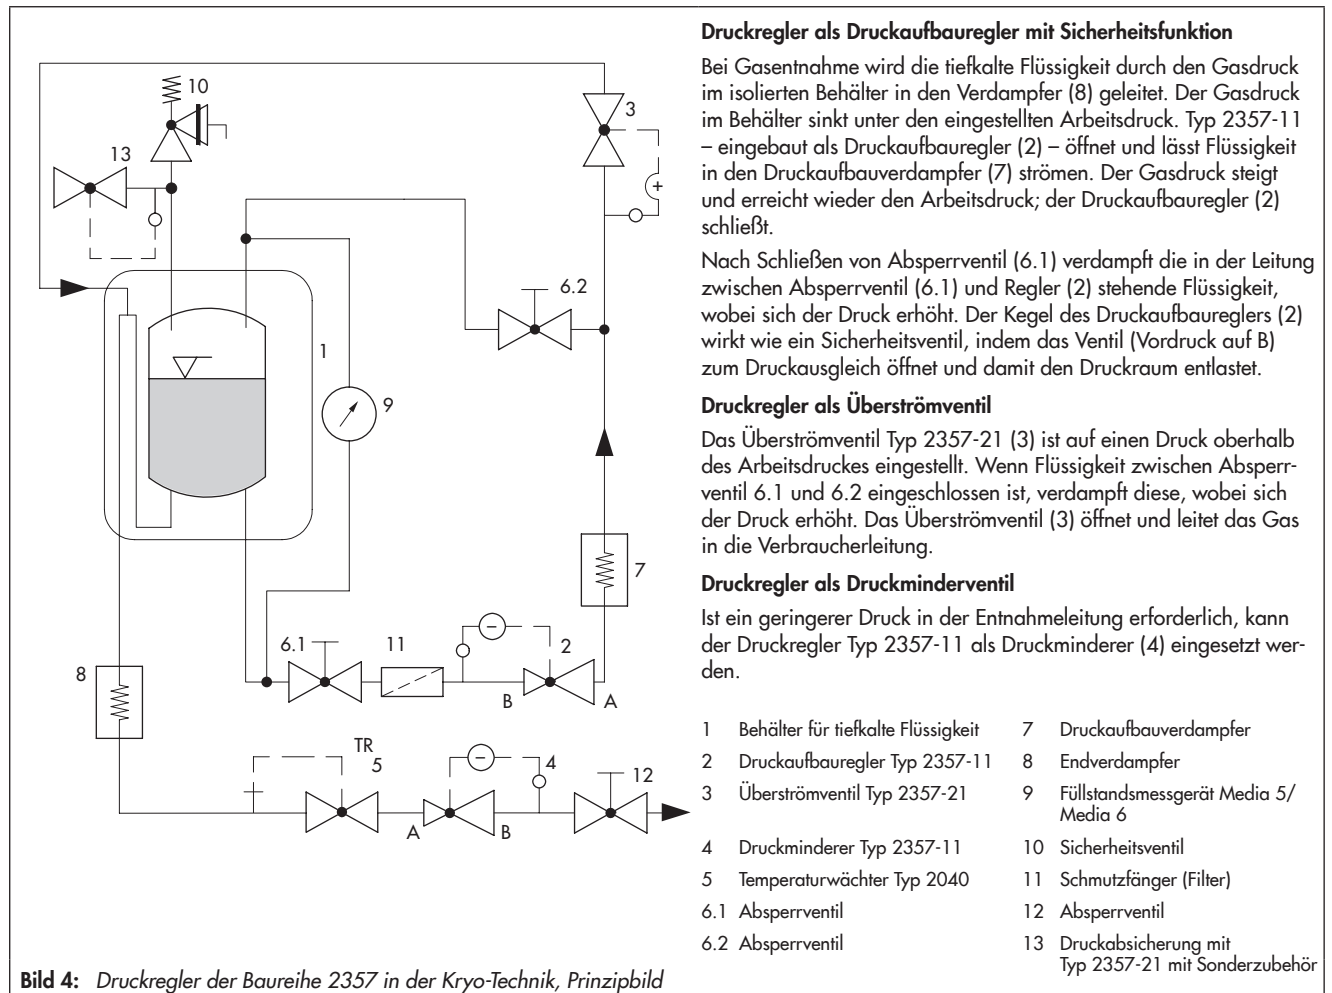 10
3
13
+
6.2
1
9
7
6.1
11
–
2
B
A
8
TR
5
–
4
12
A
B
Bild 4: Druckregler der Baureihe 2357 in der Kryo-Technik, Prinzipbild
Druckregler als Druckaufbauregler mit Sicherheitsfunktion
Bei Gasentnahme wird die tiefkalte Flüssigkeit durch den Gasdruck
im isolierten Behälter in den Verdampfer (8) geleitet. Der Gasdruck
im Behälter sinkt unter den eingestellten Arbeitsdruck. Typ 2357-11
– eingebaut als Druckaufbauregler (2) – öffnet und lässt Flüssigkeit
in den Druckaufbauverdampfer (7) strömen. Der Gasdruck steigt
und erreicht wieder den Arbeitsdruck; der Druckaufbauregler (2)
schließt.
Nach Schließen von Absperrventil (6.1) verdampft die in der Leitung
zwischen Absperrventil (6.1) und Regler (2) stehende Flüssigkeit,
wobei sich der Druck erhöht. Der Kegel des Druckaufbaureglers (2)
wirkt wie ein Sicherheitsventil, indem das Ventil (Vordruck auf B)
zum Druckausgleich öffnet und damit den Druckraum entlastet.
Druckregler als Überströmventil
Das Überströmventil Typ 2357-21 (3) ist auf einen Druck oberhalb
des Arbeitsdruckes eingestellt. Wenn Flüssigkeit zwischen Absperr-
ventil 6.1 und 6.2 eingeschlossen ist, verdampft diese, wobei sich
der Druck erhöht. Das Überströmventil (3) öffnet und leitet das Gas
in die Verbraucherleitung.
Druckregler als Druckminderventil
Ist ein geringerer Druck in der Entnahmeleitung erforderlich, kann
der Druckregler Typ 2357-11 als Druckminderer (4) eingesetzt wer-
den.
1 Behälter für tiefkalte Flüssigkeit
2 Druckaufbauregler Typ 2357-11
3 Überströmventil Typ 2357-21
4 Druckminderer Typ 2357-11
5 Temperaturwächter Typ 2040
6.1 Absperrventil
6.2 Absperrventil
7 Druckaufbauverdampfer
8 Endverdampfer
9 Füllstandsmessgerät Media 5/
Media 6
10 Sicherheitsventil
11 Schmutzfänger (Filter)
12 Absperrventil
13 Druckabsicherung mit
Typ 2357-21 mit Sonderzubehör